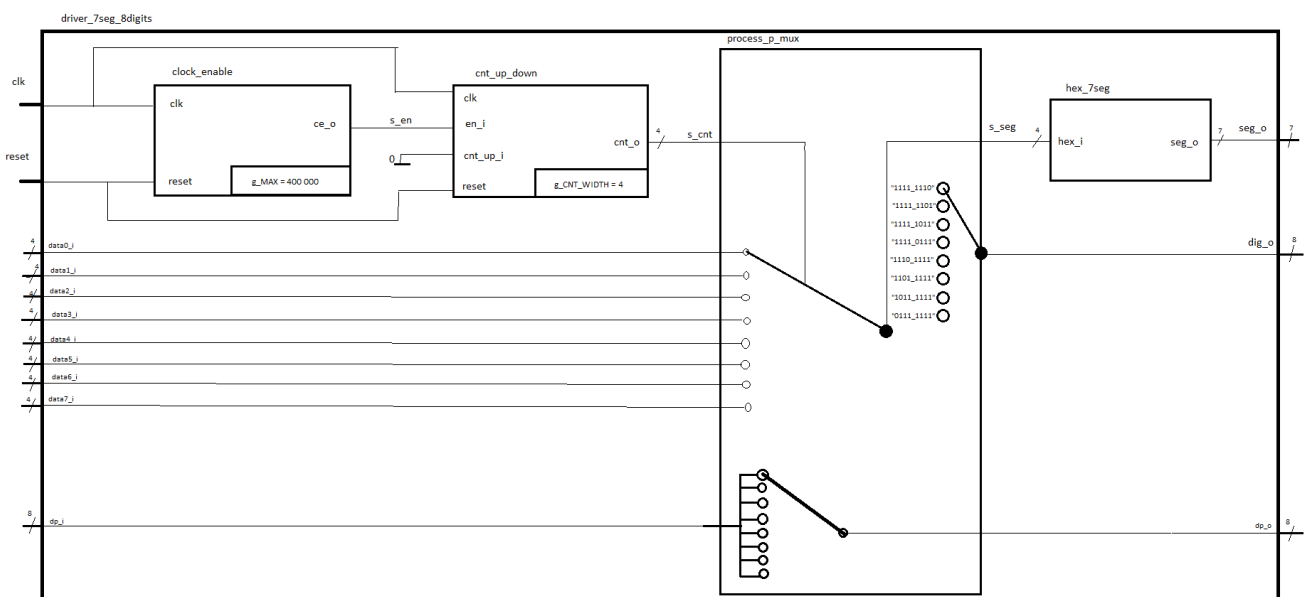 driver_7seg_8digits
process_p_mux
clk
clock_enable
clk
ce_o
reset
g_MAX = 400 000
s_en
cnt_up_down
clk
en_i
cnt_up_i
reset
cnt_o
g_CNT_WIDTH = 4
0
4
s_cnt
hex_7seg
s_seg
4
hex_i
seg_o
7
seg_o
7
reset
"1111_1110"
"1111_1101"
"1111_1011"
"1111_0111"
"1110_1111"
"1101_1111"
"1011_1111"
"0111_1111"
dig_o
8
4
data0_i
4
data1_i
4
data2_i
4
data3_i
4
data4_i
4
data5_i
4
data6_i
4
data7_i
8
dp_i
dp_o
8